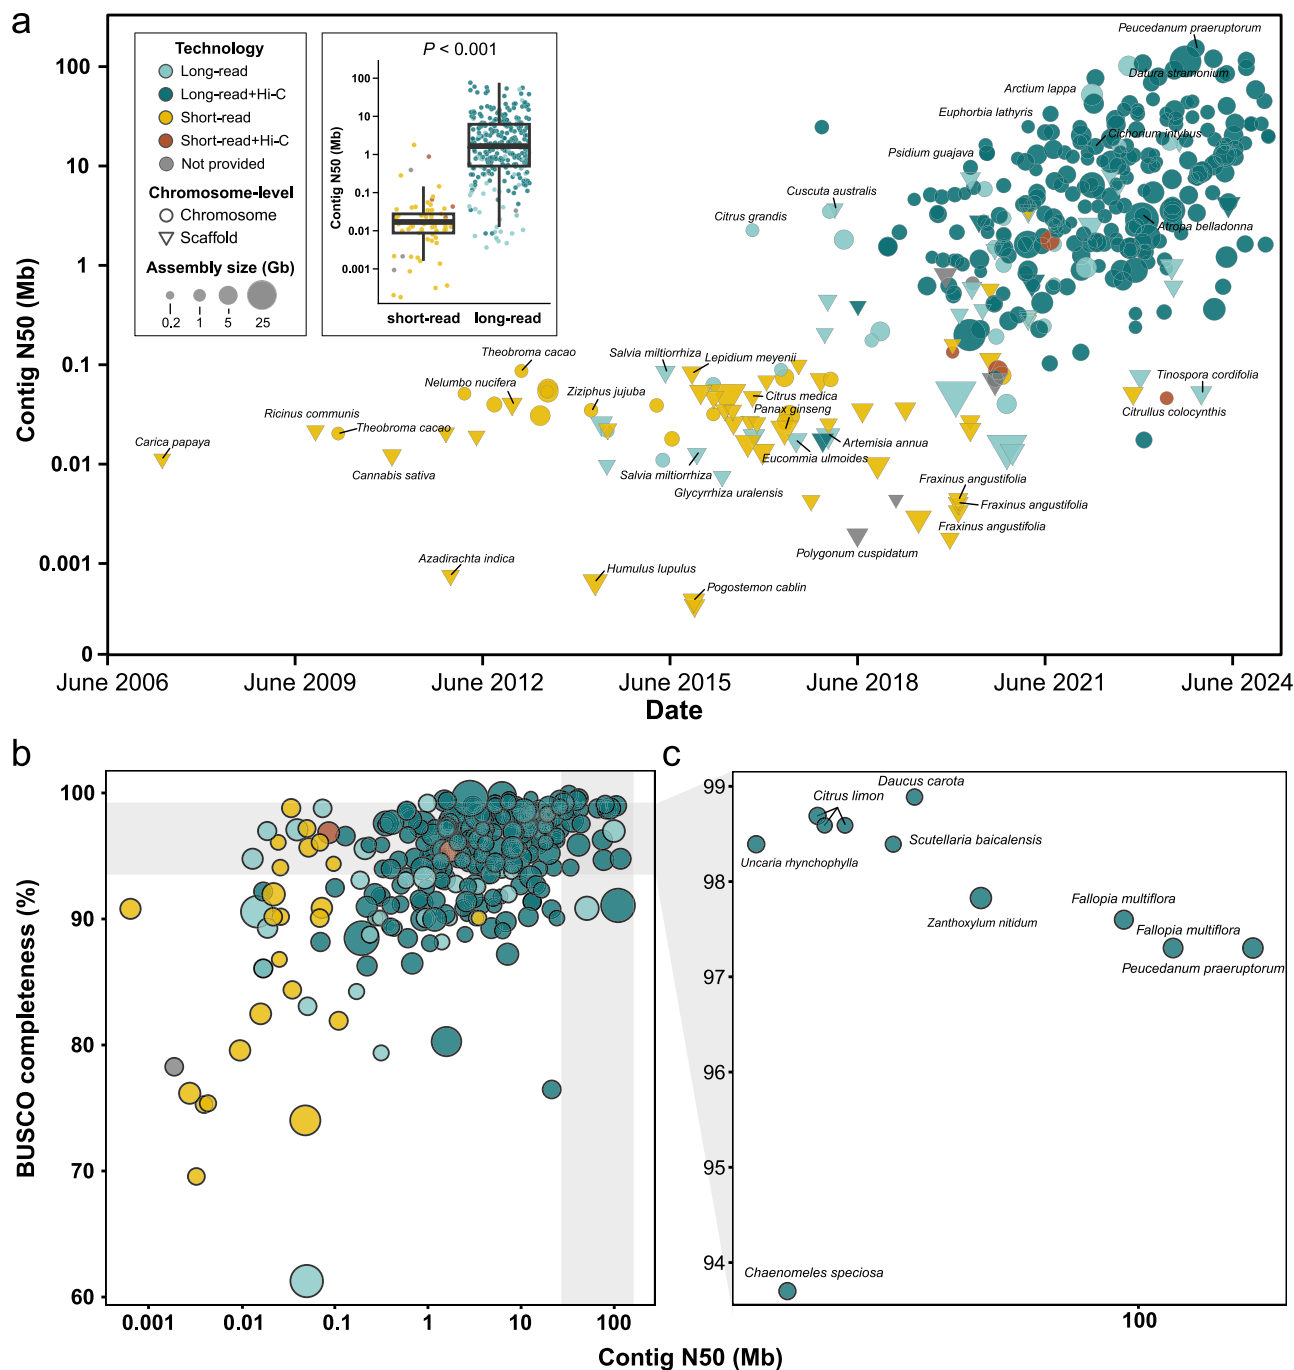 a
Technology
Long-read
Long-read+Hi-C
Short-read
Short-read+Hi-C
Not provided
Chromosome-level
Chromosome
Scaffold
Assembly size (Gb)
0.2 1 5 25
P < 0.001
Contig N50 (Mb)
100
10
1
0.1
0.01
0.001
short-read long-read
Contig N50 (Mb)
100
10
1
0.1
0.01
0.001
0
Peucedanum praeruptorum
Datura stramonium
Arctium lappa
Euphorbia lathyris
Cichorium intybus
Psidium guajava
Cuscuta australis
Citrus grandis
Atropa belladonna
Theobroma cacao
Salvia miltiorrhiza
Lepidium meyenii
Nelumbo nucifera
Ziziphus jujuba
Citrus medica
Tinospora cordifolia
Ricinus communis
Theobroma cacao
Panax ginseng
Citrullus colocynthis
Carica papaya
Artemisia annua
Cannabis sativa
Salvia miltiorrhiza
Eucommia ulmoides
Glycyrrhiza uralensis
Fraxinus angustifolia
Fraxinus angustifolia
Fraxinus angustifolia
Azadirachta indica
Polygonum cuspidatum
Humulus lupulus
Pogostemon cablin
June 2006 June 2009 June 2012 June 2015 June 2018 June 2021 June 2024
Date
b
BUSCO completeness (%)
100
90
80
70
60
0.001 0.01 0.1 1 10 100
c
99
98
97
96
95
94
Daucus carota
Citrus limon
Scutellaria baicalensis
Uncaria rhynchophylla
Zanthoxylum nitidum
Fallopia multiflora
Fallopia multiflora
Peucedanum praeruptorum
Chaenomeles speciosa
100
Contig N50 (Mb)